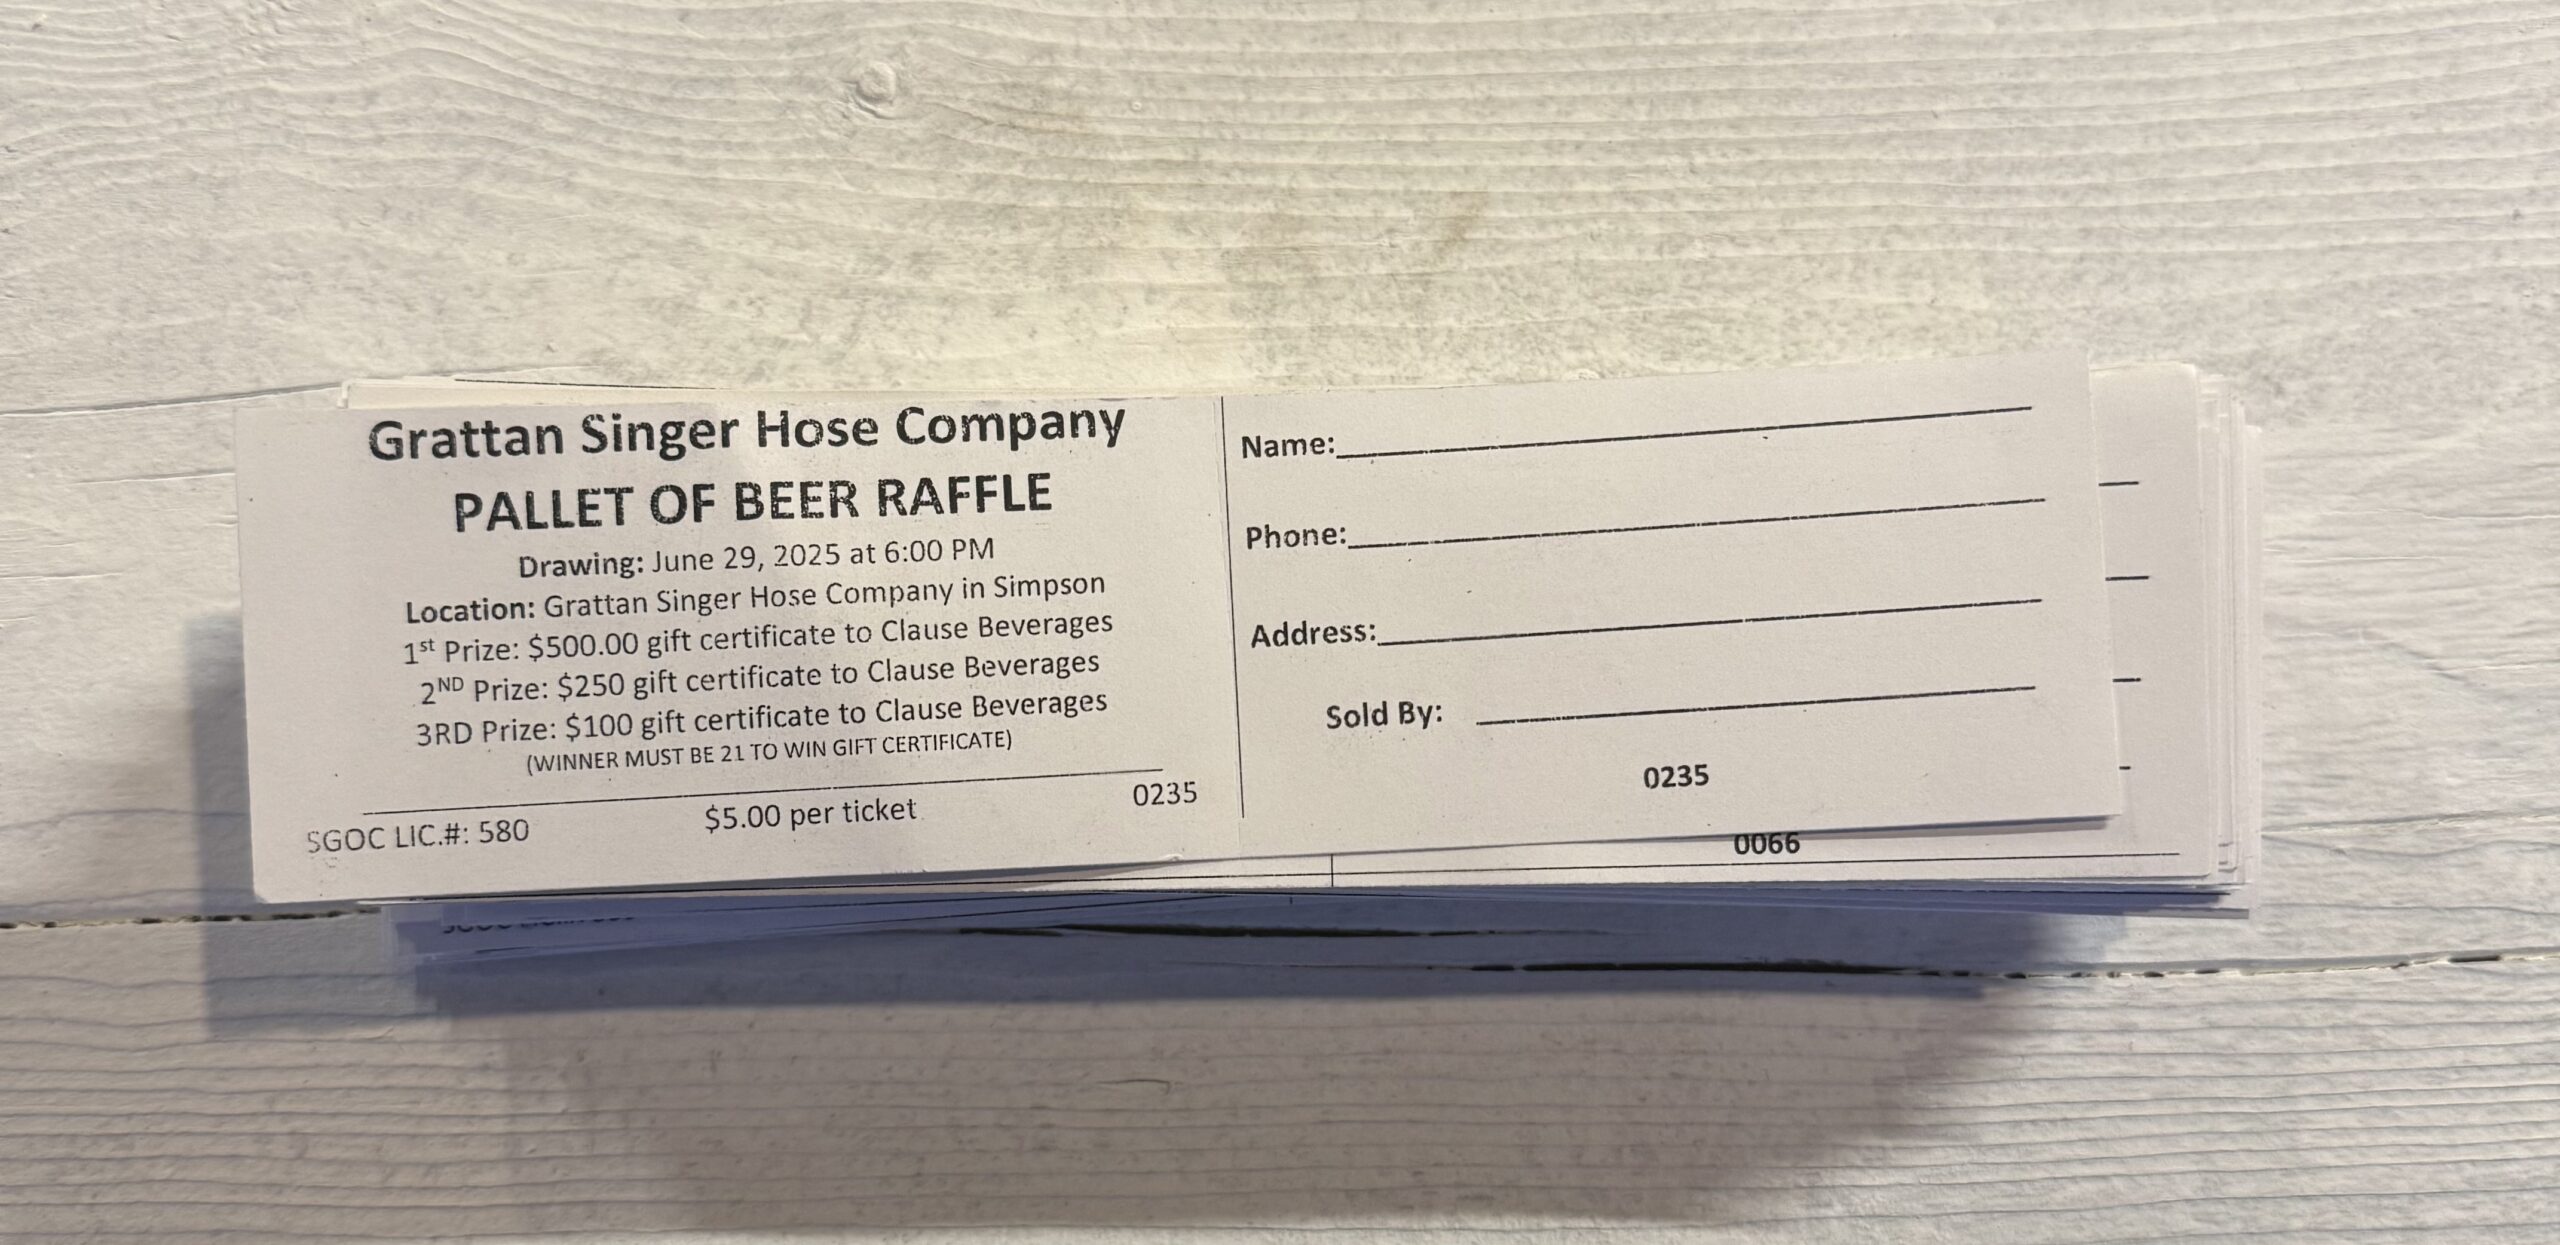 Grattan Singer Hose Company
PALLET OF BEER RAFFLE
Drawing: June 29, 2025 at 6:00 PM
Location: Grattan Singer Hose Company in Simpson
1st Prize: $500.00 gift certificate to Clause Beverages
2ND Prize: $250 gift certificate to Clause Beverages
3RD Prize: $100 gift certificate to Clause Beverages
(WINNER MUST BE 21 TO WIN GIFT CERTIFICATE)
SGOC LIC.#: 580 $5.00 per ticket 0235
Name:
Phone:
Address:
Sold By:
0235
0066